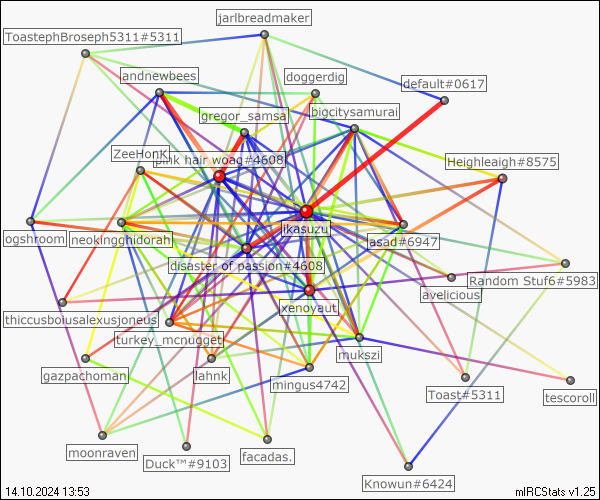 jarlbreadmaker
ToastephBroseph5311#5311
andnewbees
doggerdig
default#0617
gregor_samsa
bigcitysamurai
ZeeHonKi
pink hair woag#4608
Heighleaigh#8575
ikasuzu
ogshroom
neokingghidorah
asad#6947
disaster of passion#4608
Random Stuf6#5983
avelicious
xenoyaut
thiccusboiusalexusjoneus
turkey_mcnugget
mukszi
gazpachoman
lahnk
mingus4742
Toast#5311
tescoroll
moonraven
facadas.
Duck™#9103
Knowun#6424
14.10.2024 13:53
mIRCStats v1.25